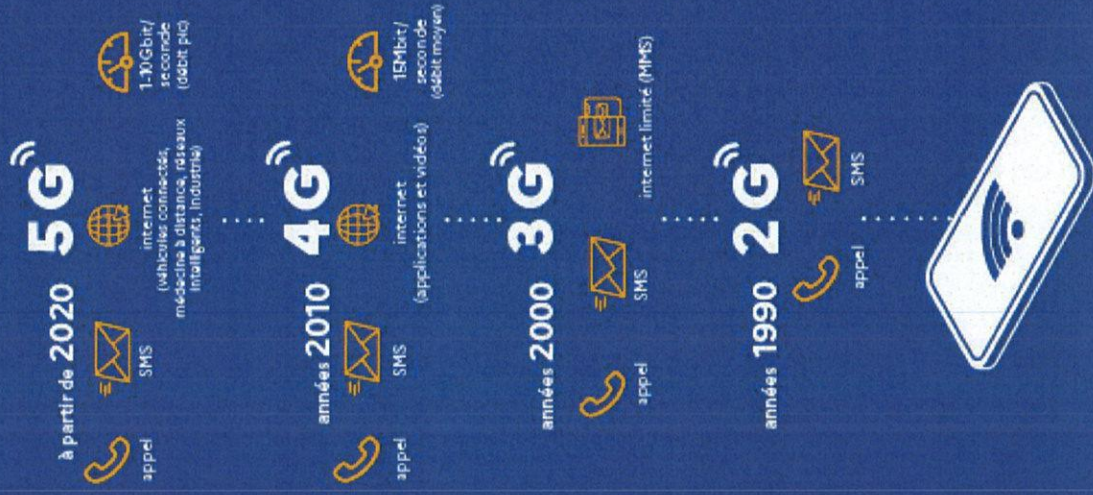 à partir de 2020 5G
appel
SMS
internet
(véhicules connectés,
médecine à distance, réseaux
intelligents, industrie)
1-10Gbit/
seconde
(débit pic)
années 2010 4G
appel
SMS
internet
(applications et vidéos)
15Mbit/
seconde
(débit moyen)
années 2000 3G
appel
SMS
internet limité (MMS)
années 1990 2G
appel
SMS